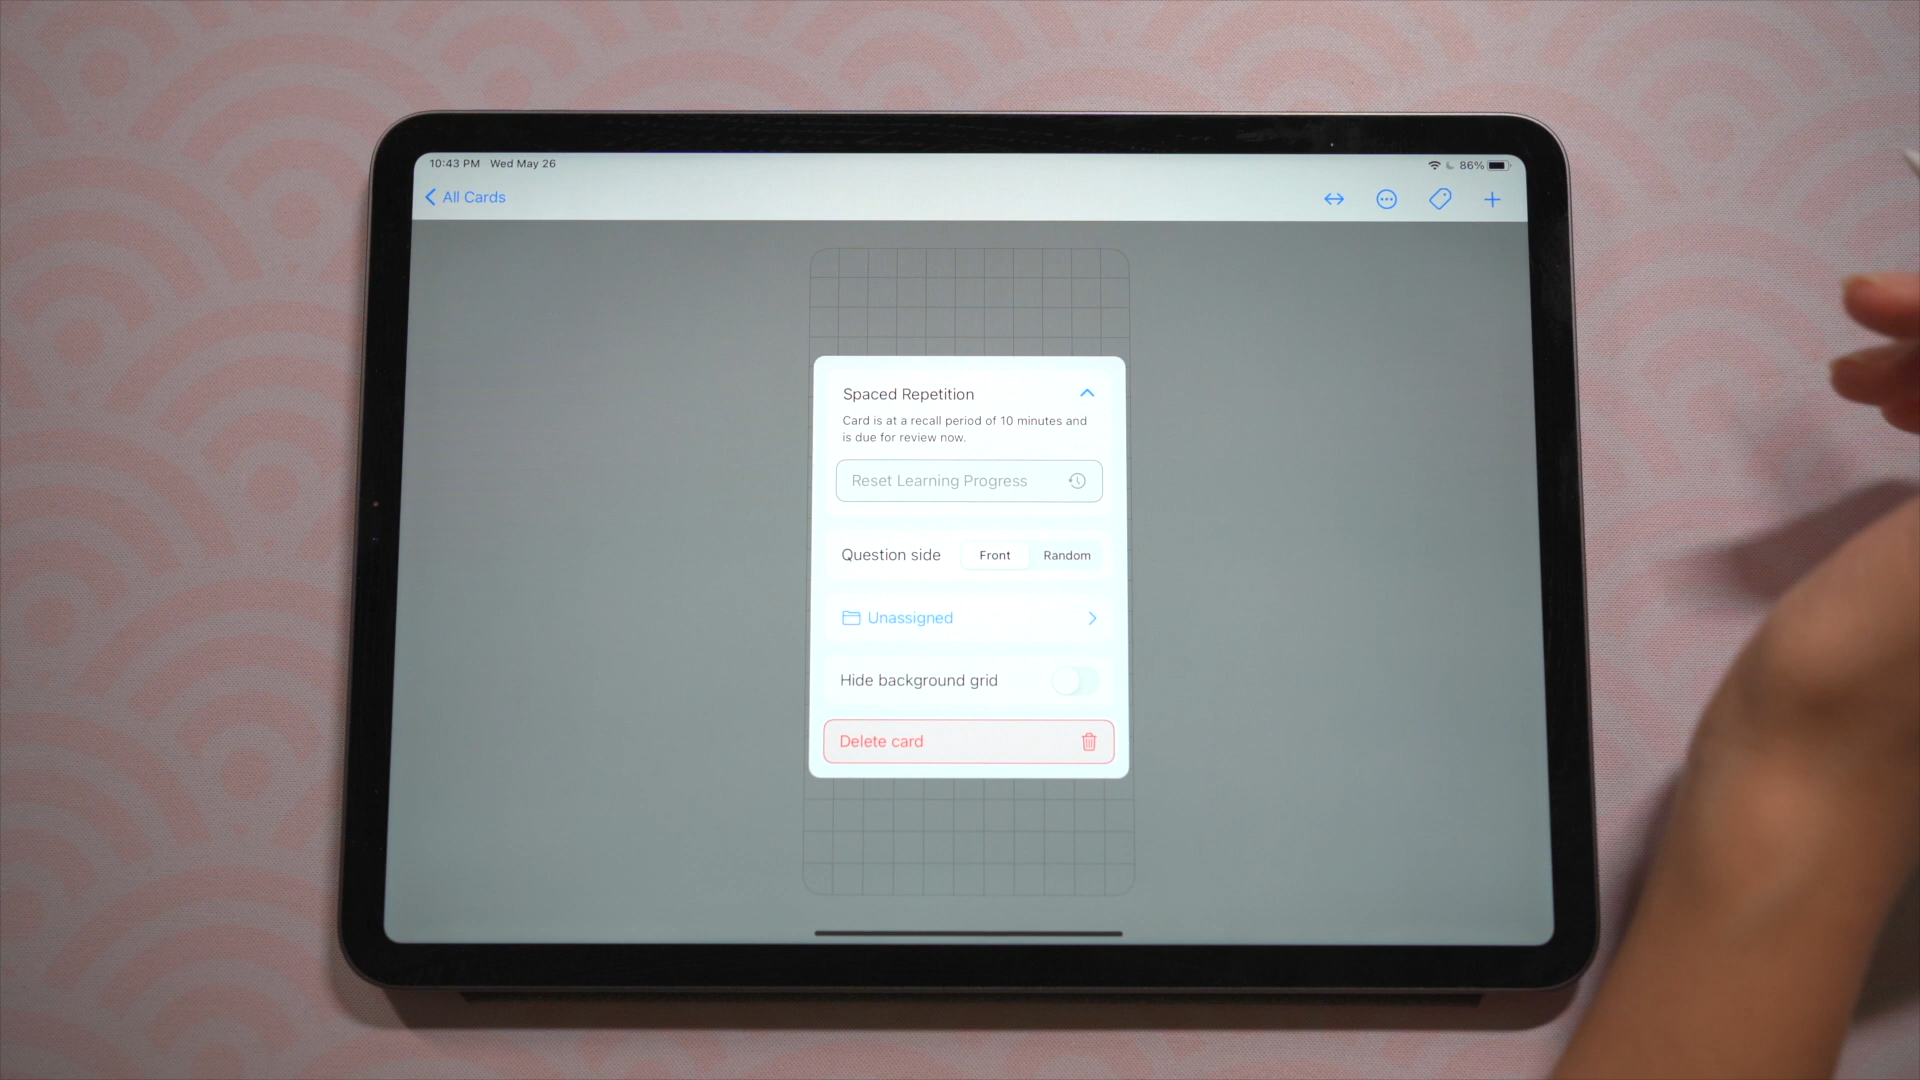 10:43 PM Wed May 26
86%
All Cards
Spaced Repetition
Card is at a recall period of 10 minutes and
is due for review now.
Reset Learning Progress
Question side Front Random
Unassigned
Hide background grid
Delete card